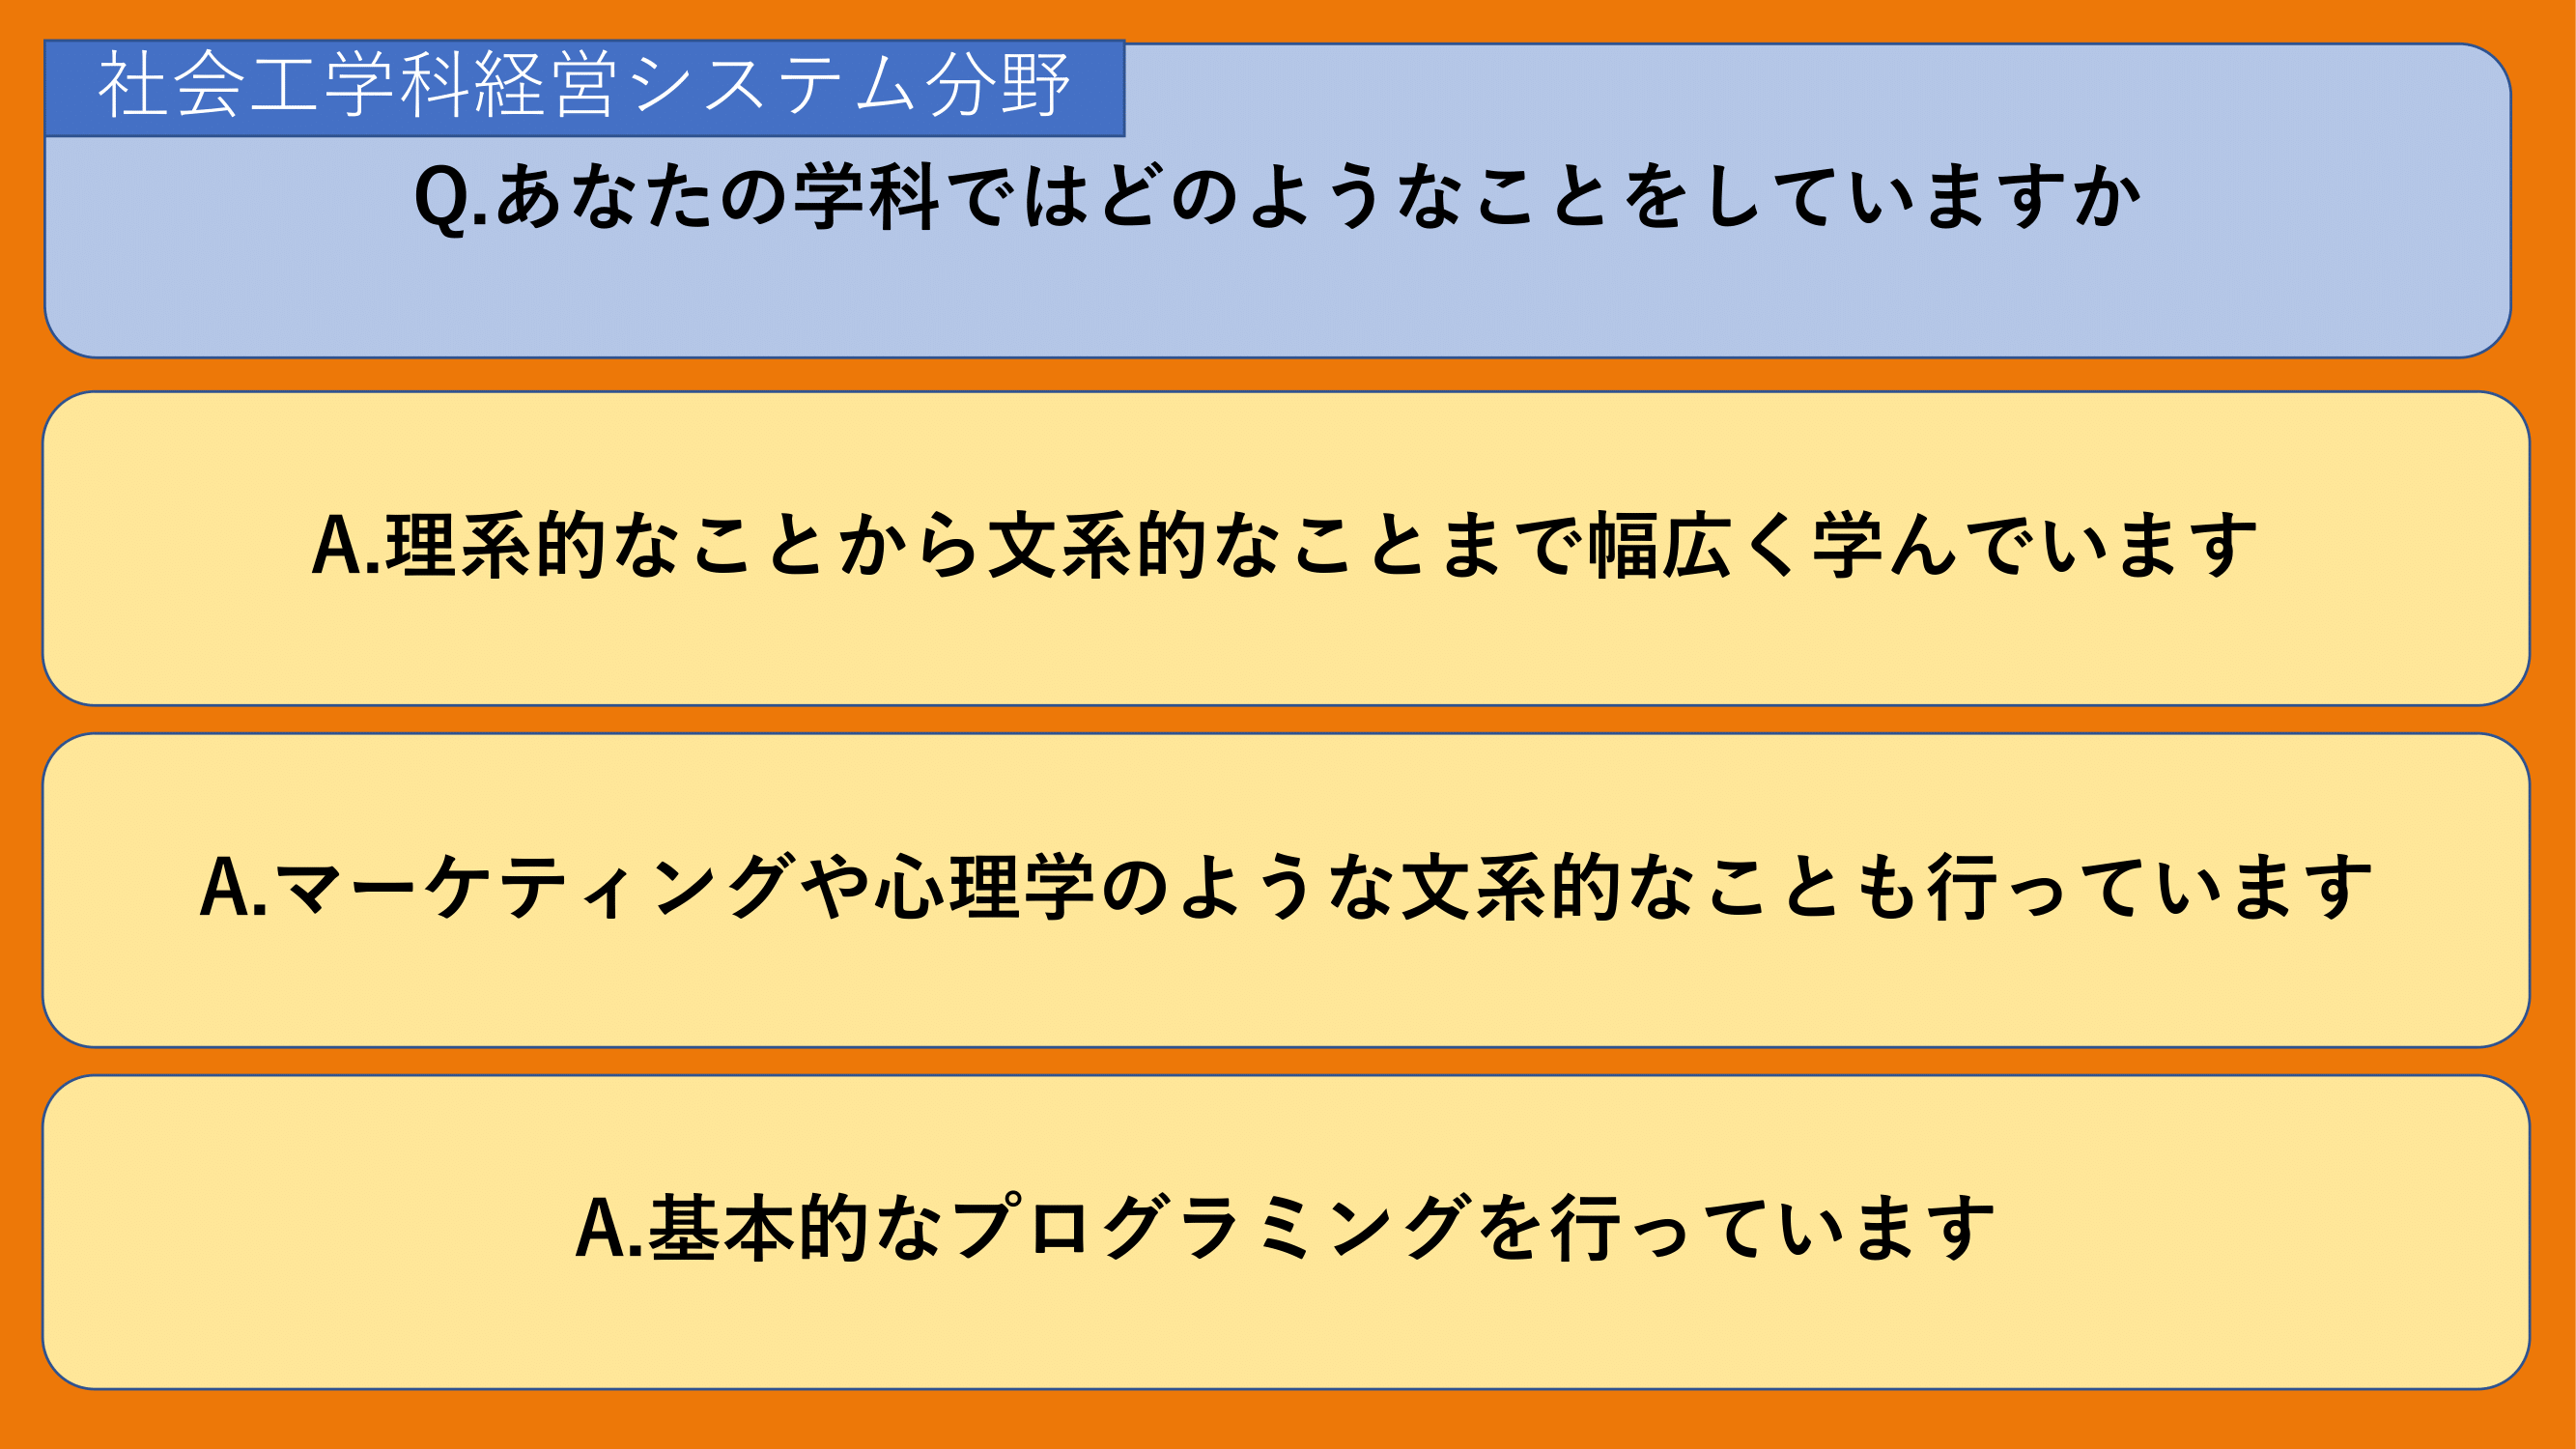 社会工学科経営システム分野
Q.あなたの学科ではどのようなことをしていますか
A.理系的なことから文系的なことまで幅広く学んでいます
A.マーケティングや心理学のような文系的なことも行っています
A.基本的なプログラミングを行っています